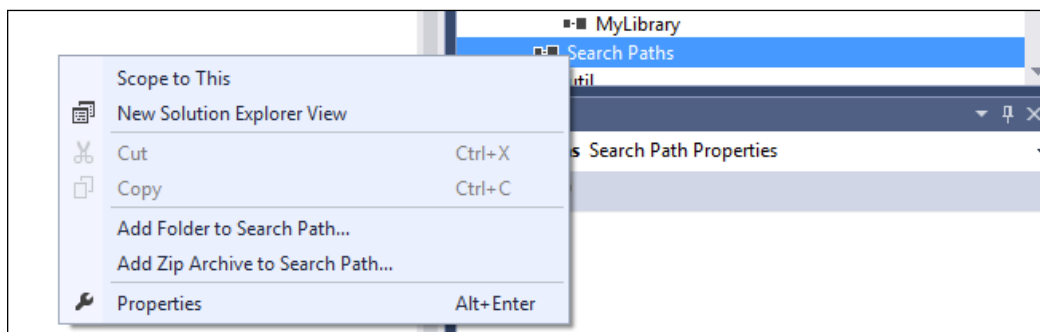 MyLibrary
Search Paths
util
Scope to This
New Solution Explorer View
Cut Ctrl+X
s Search Path Properties
Copy Ctrl+C
Add Folder to Search Path...
Add Zip Archive to Search Path...
Properties Alt+Enter